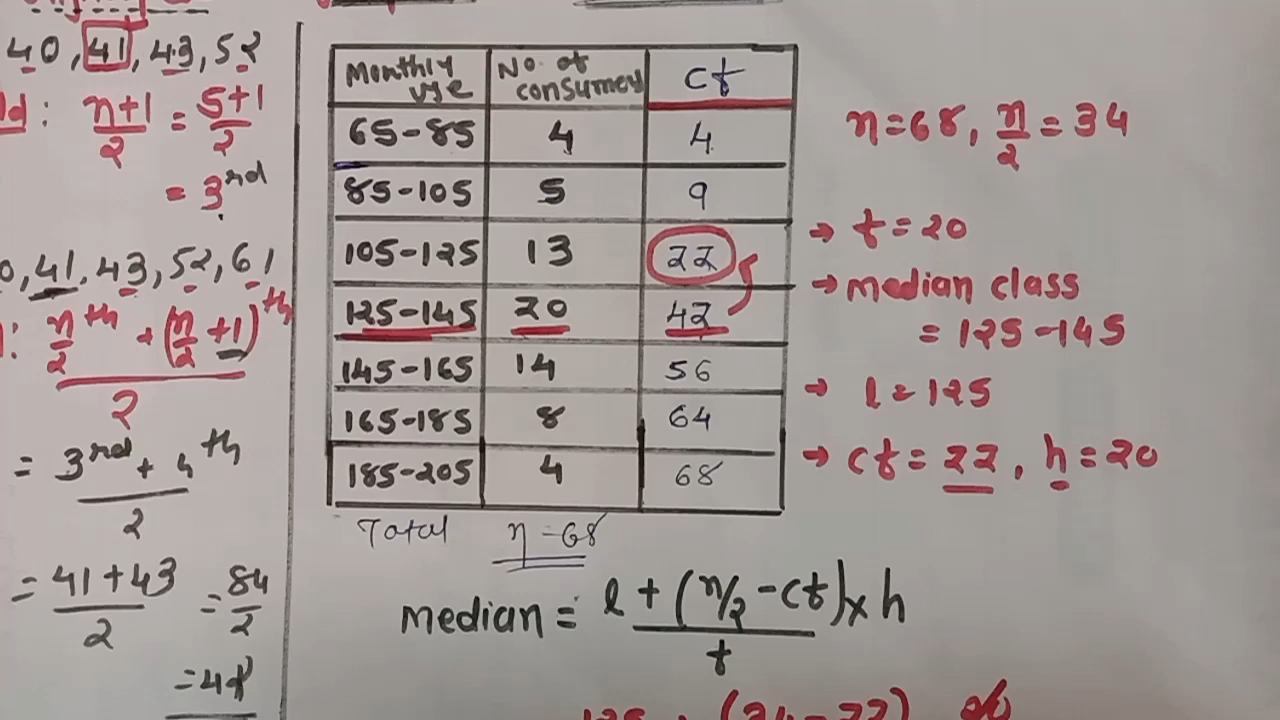 40, 41, 43, 52
: n+1/2 = 5+1/2
= 3rd
41, 43, 52, 61
: n/2 th + (n/2 +1)th
2
= 3rd + 4th
2
= 41+43/2 = 84/2
Monthly use No. of consumers cf
65-85 4 4
85-105 5 9
105-125 13 22
125-145 20 42
145-165 14 56
165-185 8 64
185-205 4 68
Total n=68
n=68, n/2 = 34
→ f=20
→ median class
= 125-145
→ l = 125
→ cf = 22, h=20
median = l + (n/2 - cf) × h
f